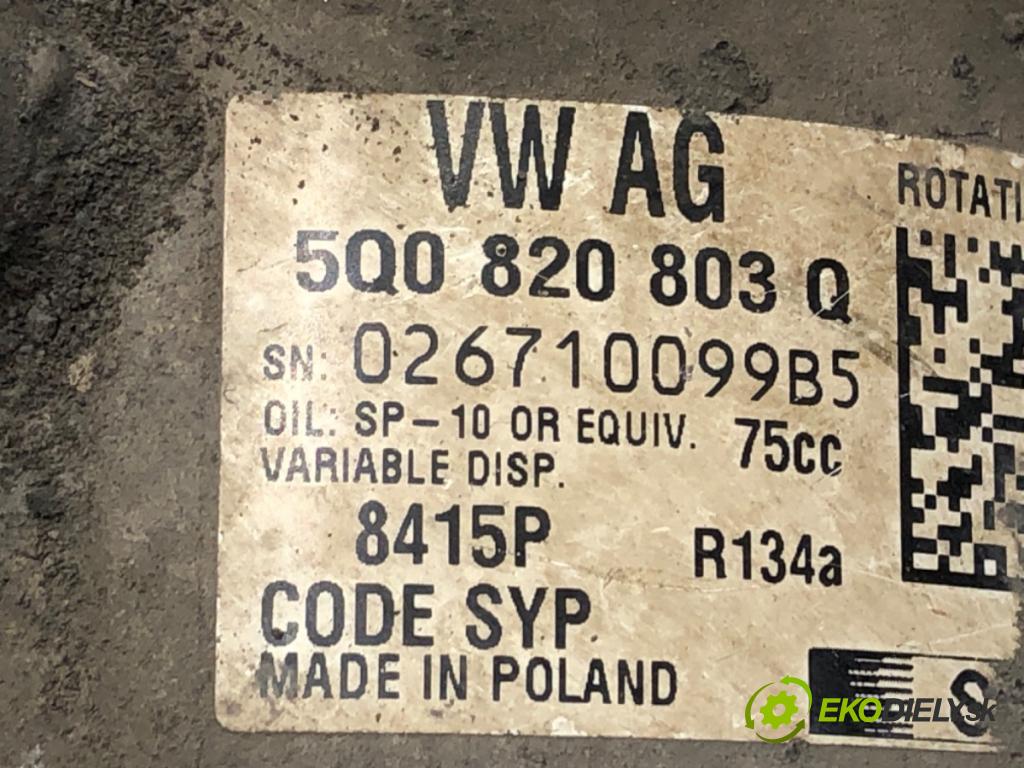 VW AG
ROTATI
5Q0 820 803 Q
SN: 026710099B5
OIL: SP-10 OR EQUIV. 75cc
VARIABLE DISP.
8415P R134a
CODE SYP
MADE IN POLAND
S
EKODIELY.SK